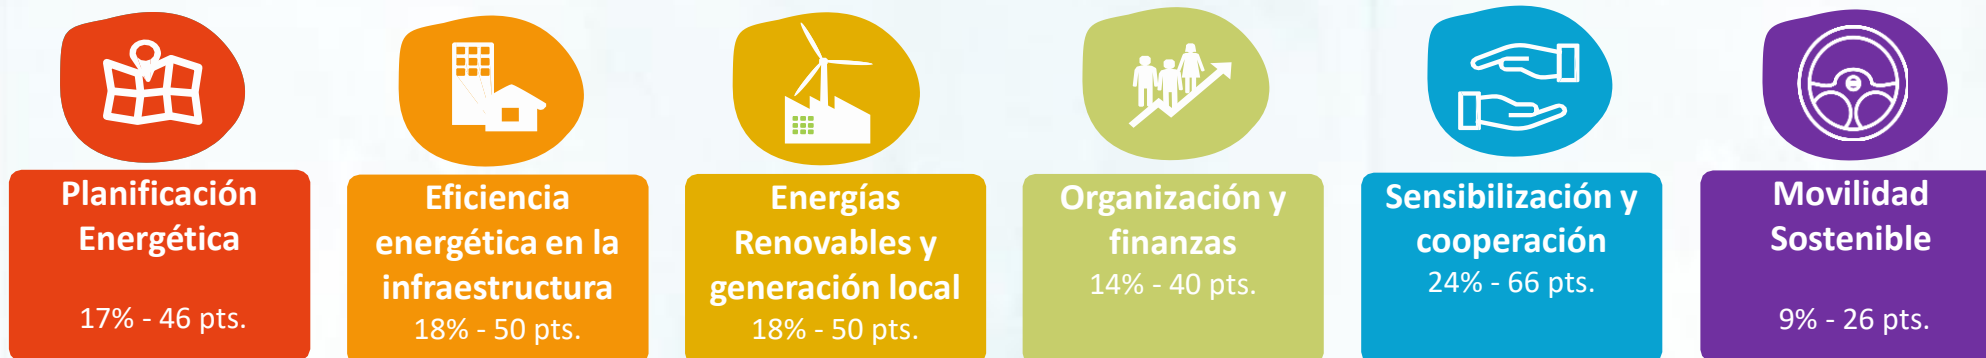 Planificación
Energética
17% - 46 pts.
Eficiencia
energética en la
infraestructura
18% - 50 pts.
Energías
Renovables y
generación local
18% - 50 pts.
Organización y
finanzas
14% - 40 pts.
Sensibilización y
cooperación
24% - 66 pts.
Movilidad
Sostenible
9% - 26 pts.